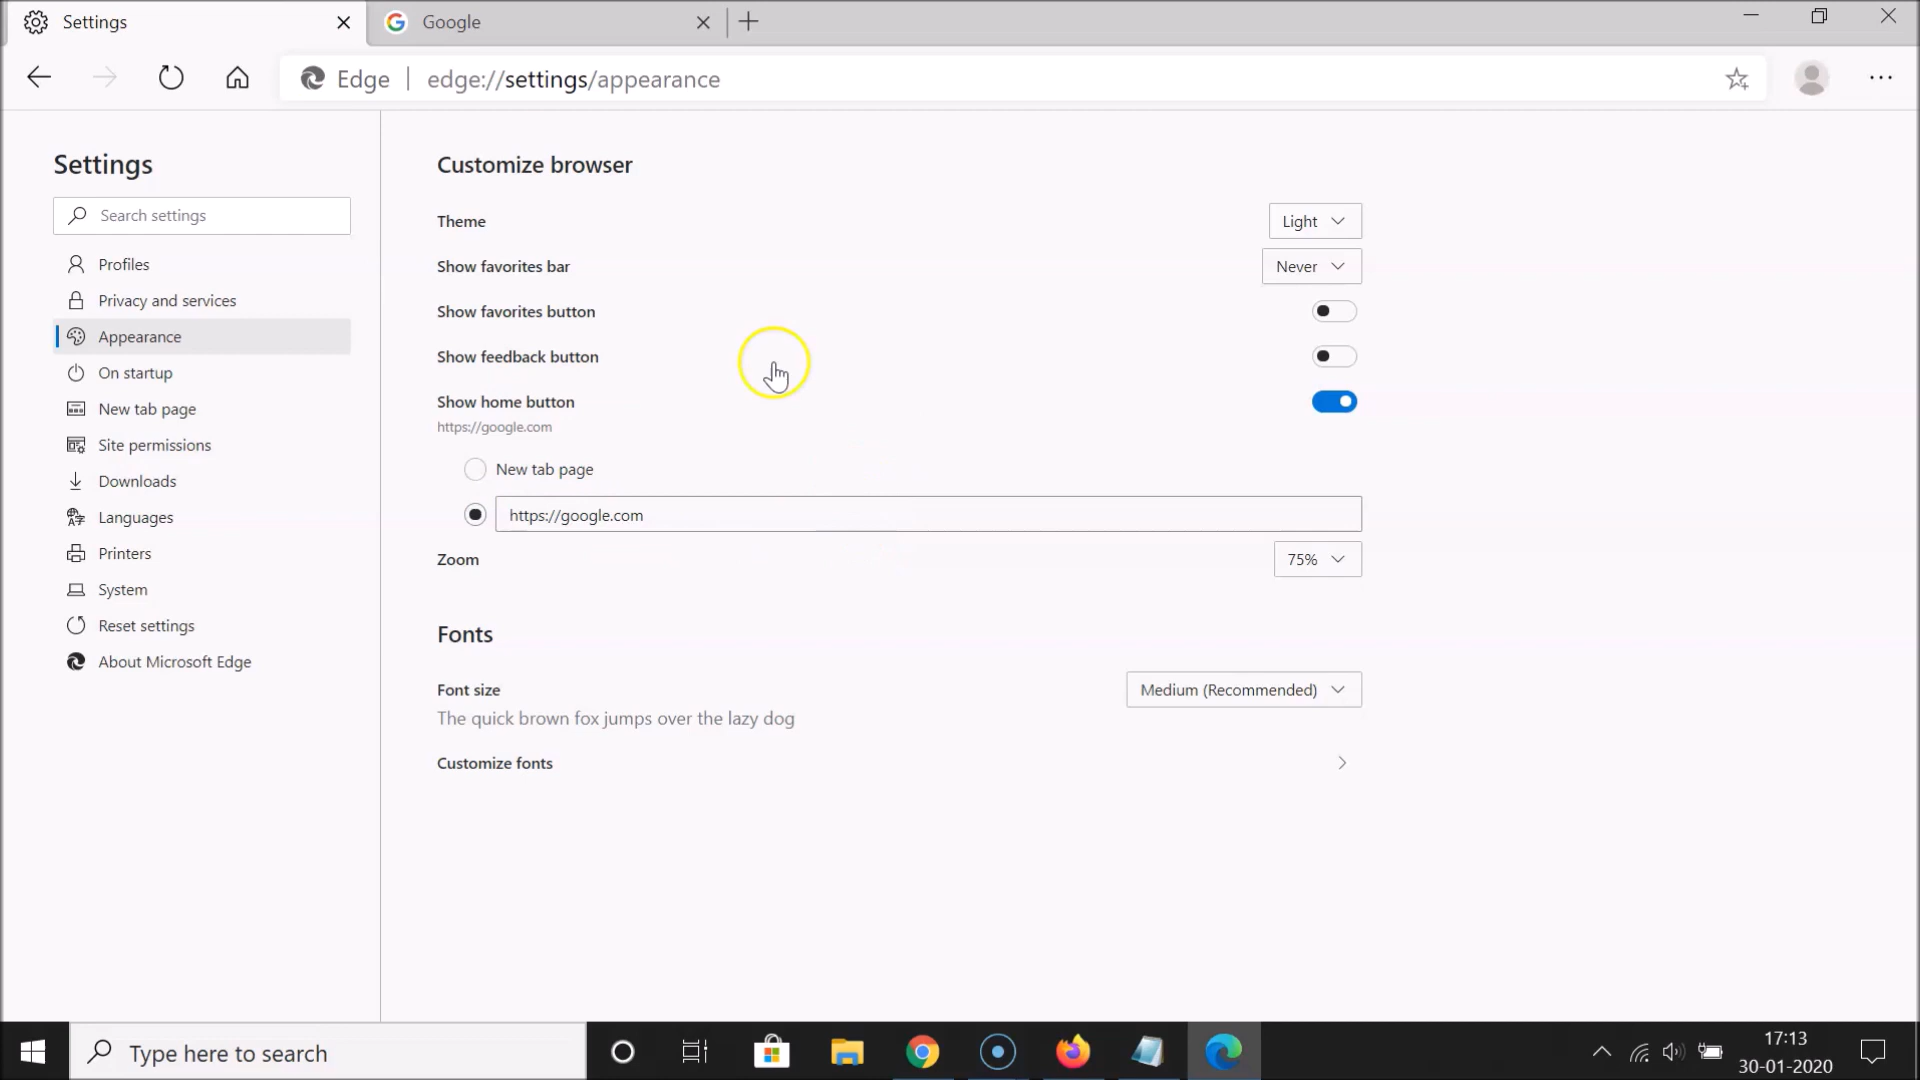 Settings
Google
Edge
edge://settings/appearance
Settings
Search settings
Profiles
Privacy and services
Appearance
On startup
New tab page
Site permissions
Downloads
Languages
Printers
System
Reset settings
About Microsoft Edge
Customize browser
Theme
Light
Show favorites bar
Never
Show favorites button
Show feedback button
Show home button
https://google.com
New tab page
https://google.com
Zoom
75%
Fonts
Font size
Medium (Recommended)
The quick brown fox jumps over the lazy dog
Customize fonts
Type here to search
17:13
30-01-2020